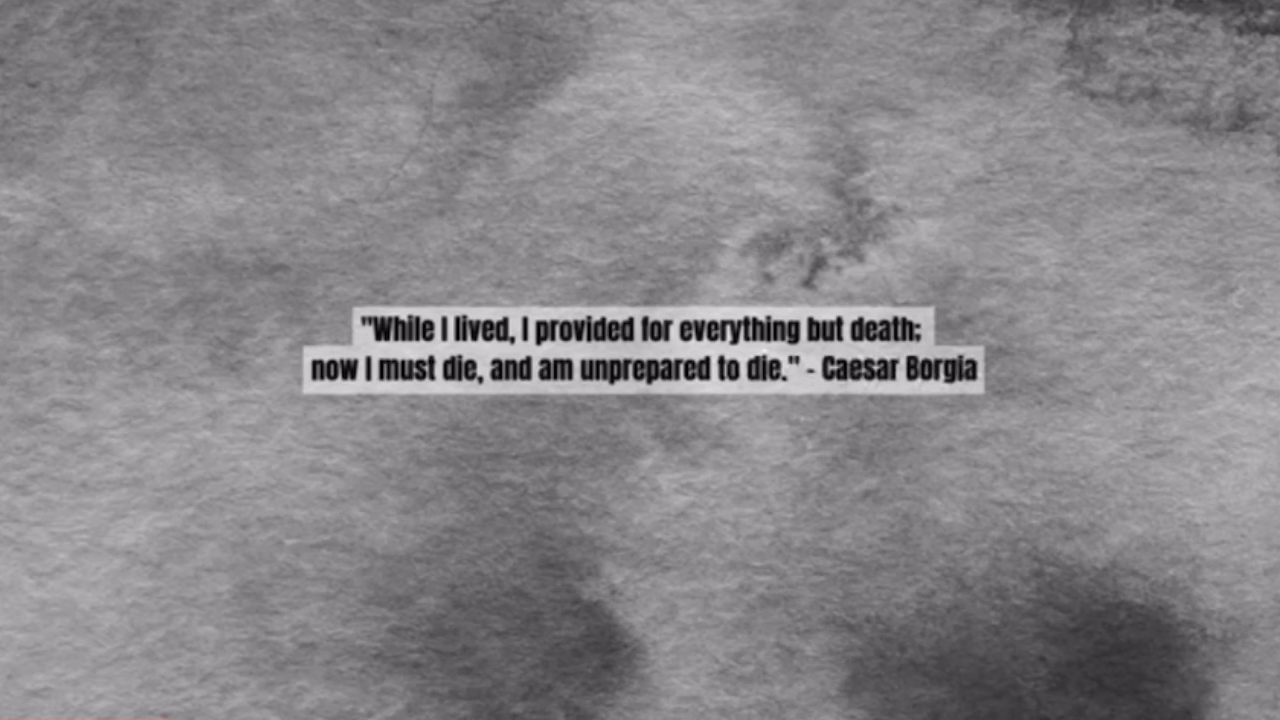 "While I lived, I provided for everything but death;
now I must die, and am unprepared to die." - Caesar Borgia